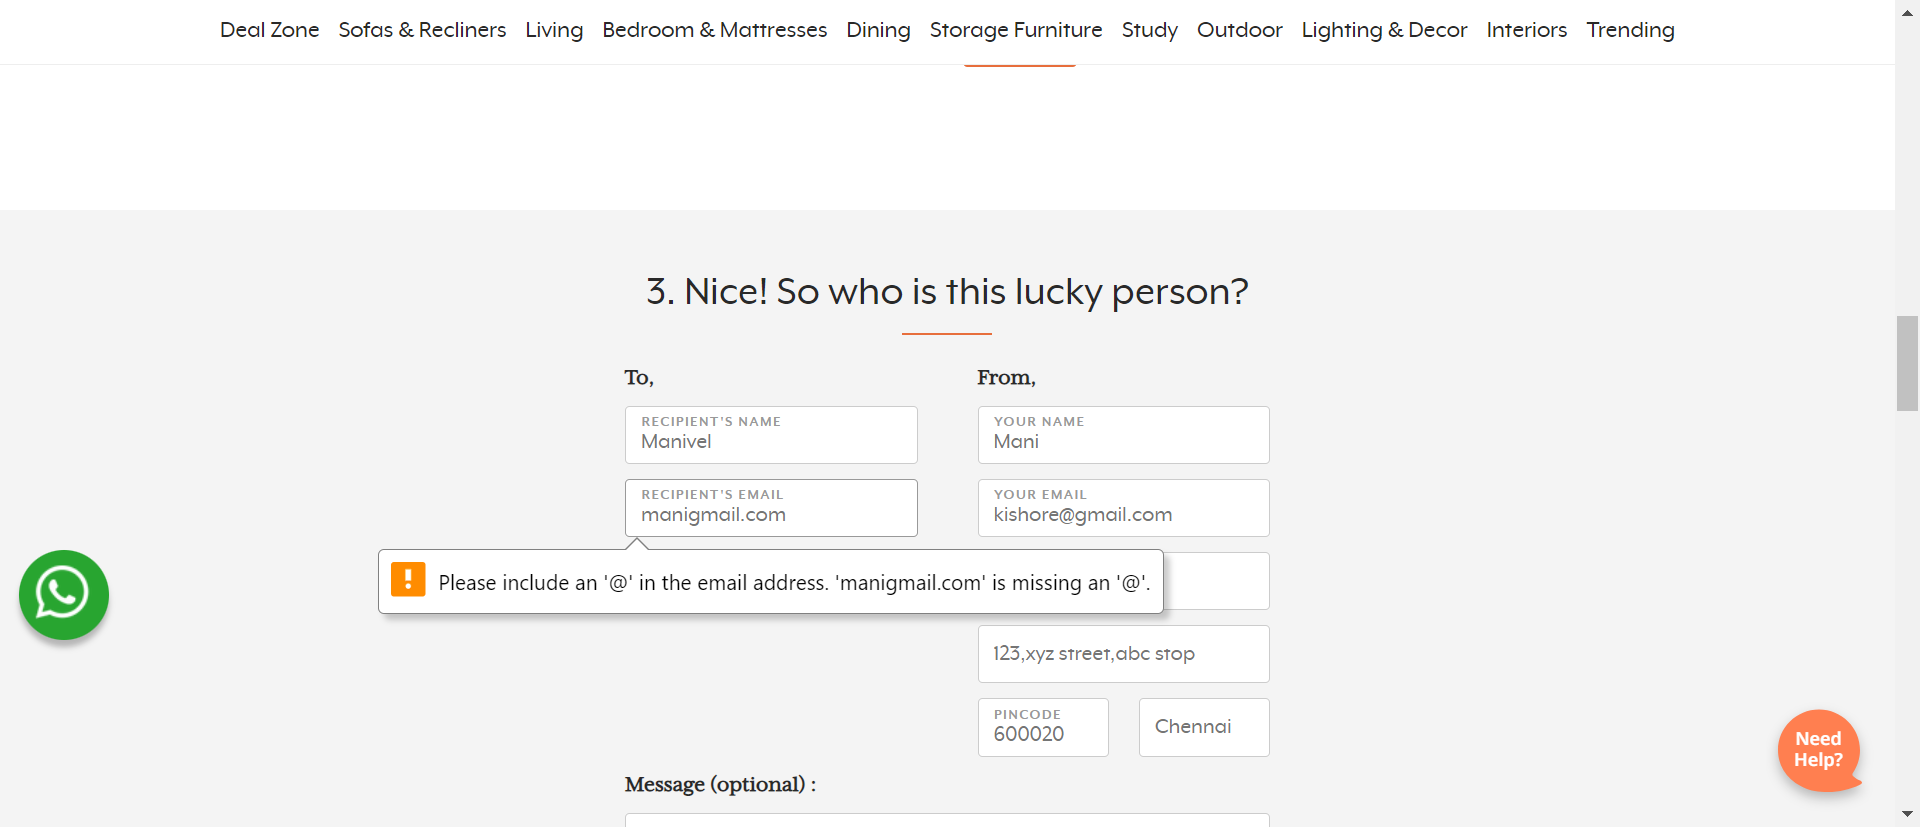 Deal Zone Sofas & Recliners Living Bedroom & Mattresses Dining Storage Furniture Study Outdoor Lighting & Decor Interiors Trending
3. Nice! So who is this lucky person?
To,
From,
RECIPIENT'S NAME
Manivel
YOUR NAME
Mani
RECIPIENT'S EMAIL
manigmail.com
YOUR EMAIL
kishore@gmail.com
Please include an '@' in the email address. 'manigmail.com' is missing an '@'.
123,xyz street,abc stop
PINCODE
600020
Chennai
Need
Help?
Message (optional) :